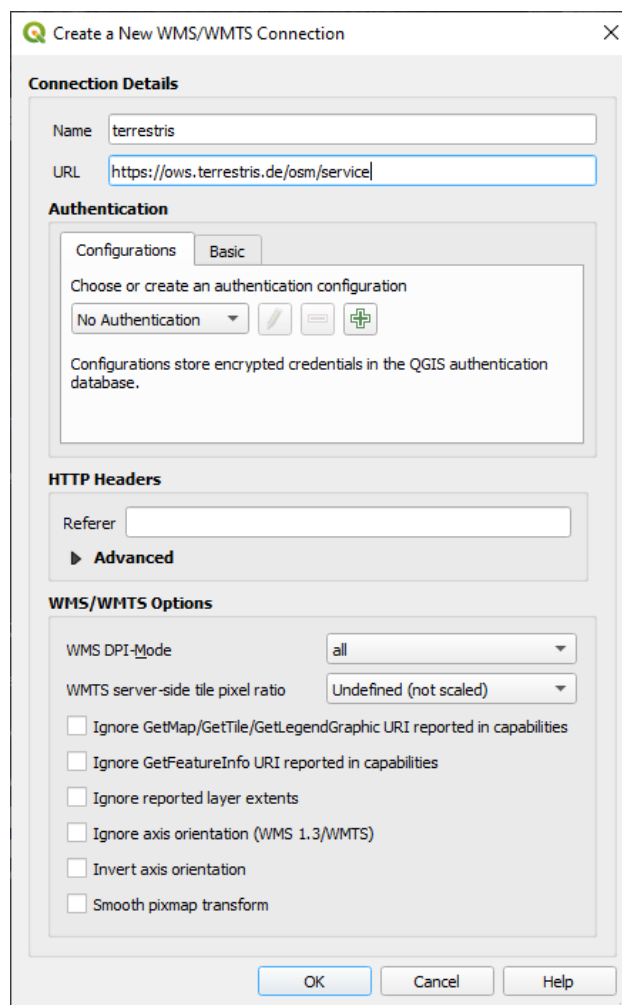 Create a New WMS/WMTS Connection
Connection Details
Name terrestris
URL https://ows.terrestris.de/osm/service
Authentication
Configurations Basic
Choose or create an authentication configuration
No Authentication
Configurations store encrypted credentials in the QGIS authentication
database.
HTTP Headers
Referer
Advanced
WMS/WMTS Options
WMS DPI-Mode all
WMTS server-side tile pixel ratio Undefined (not scaled)
Ignore GetMap/GetTile/GetLegendGraphic URI reported in capabilities
Ignore GetFeatureInfo URI reported in capabilities
Ignore reported layer extents
Ignore axis orientation (WMS 1.3/WMTS)
Invert axis orientation
Smooth pixmap transform
OK Cancel Help